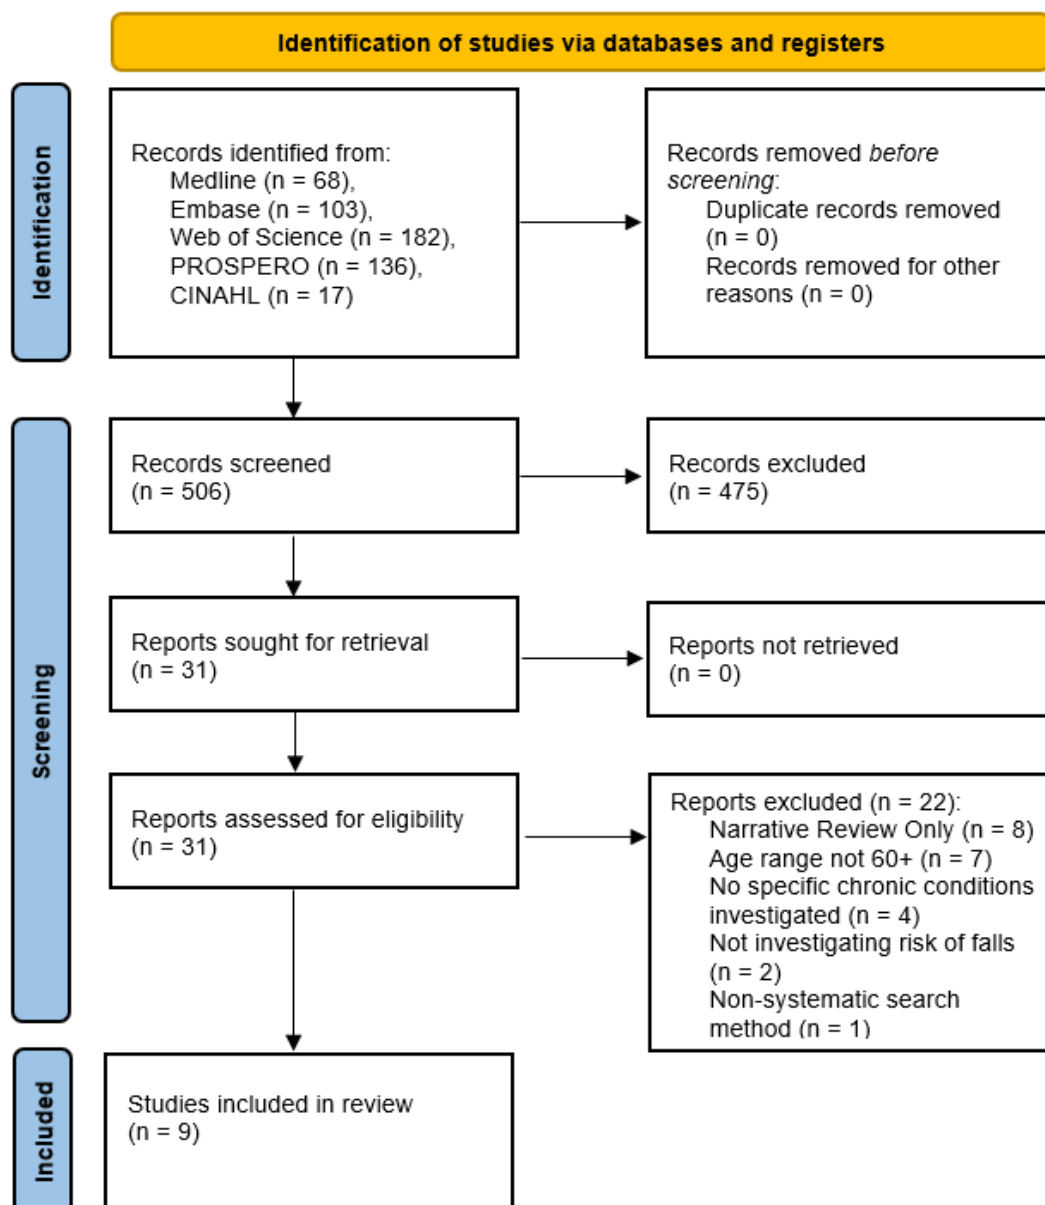 Identification of studies via databases and registers
Identification
Records identified from:
Medline (n = 68),
Embase (n = 103),
Web of Science (n = 182),
PROSPERO (n = 136),
CINAHL (n = 17)
Records removed before
screening:
Duplicate records removed
(n = 0)
Records removed for other
reasons (n = 0)
Screening
Records screened
(n = 506)
Records excluded
(n = 475)
Reports sought for retrieval
(n = 31)
Reports not retrieved
(n = 0)
Reports assessed for eligibility
(n = 31)
Reports excluded (n = 22):
Narrative Review Only (n = 8)
Age range not 60+ (n = 7)
No specific chronic conditions
investigated (n = 4)
Not investigating risk of falls
(n = 2)
Non-systematic search
method (n = 1)
Included
Studies included in review
(n = 9)